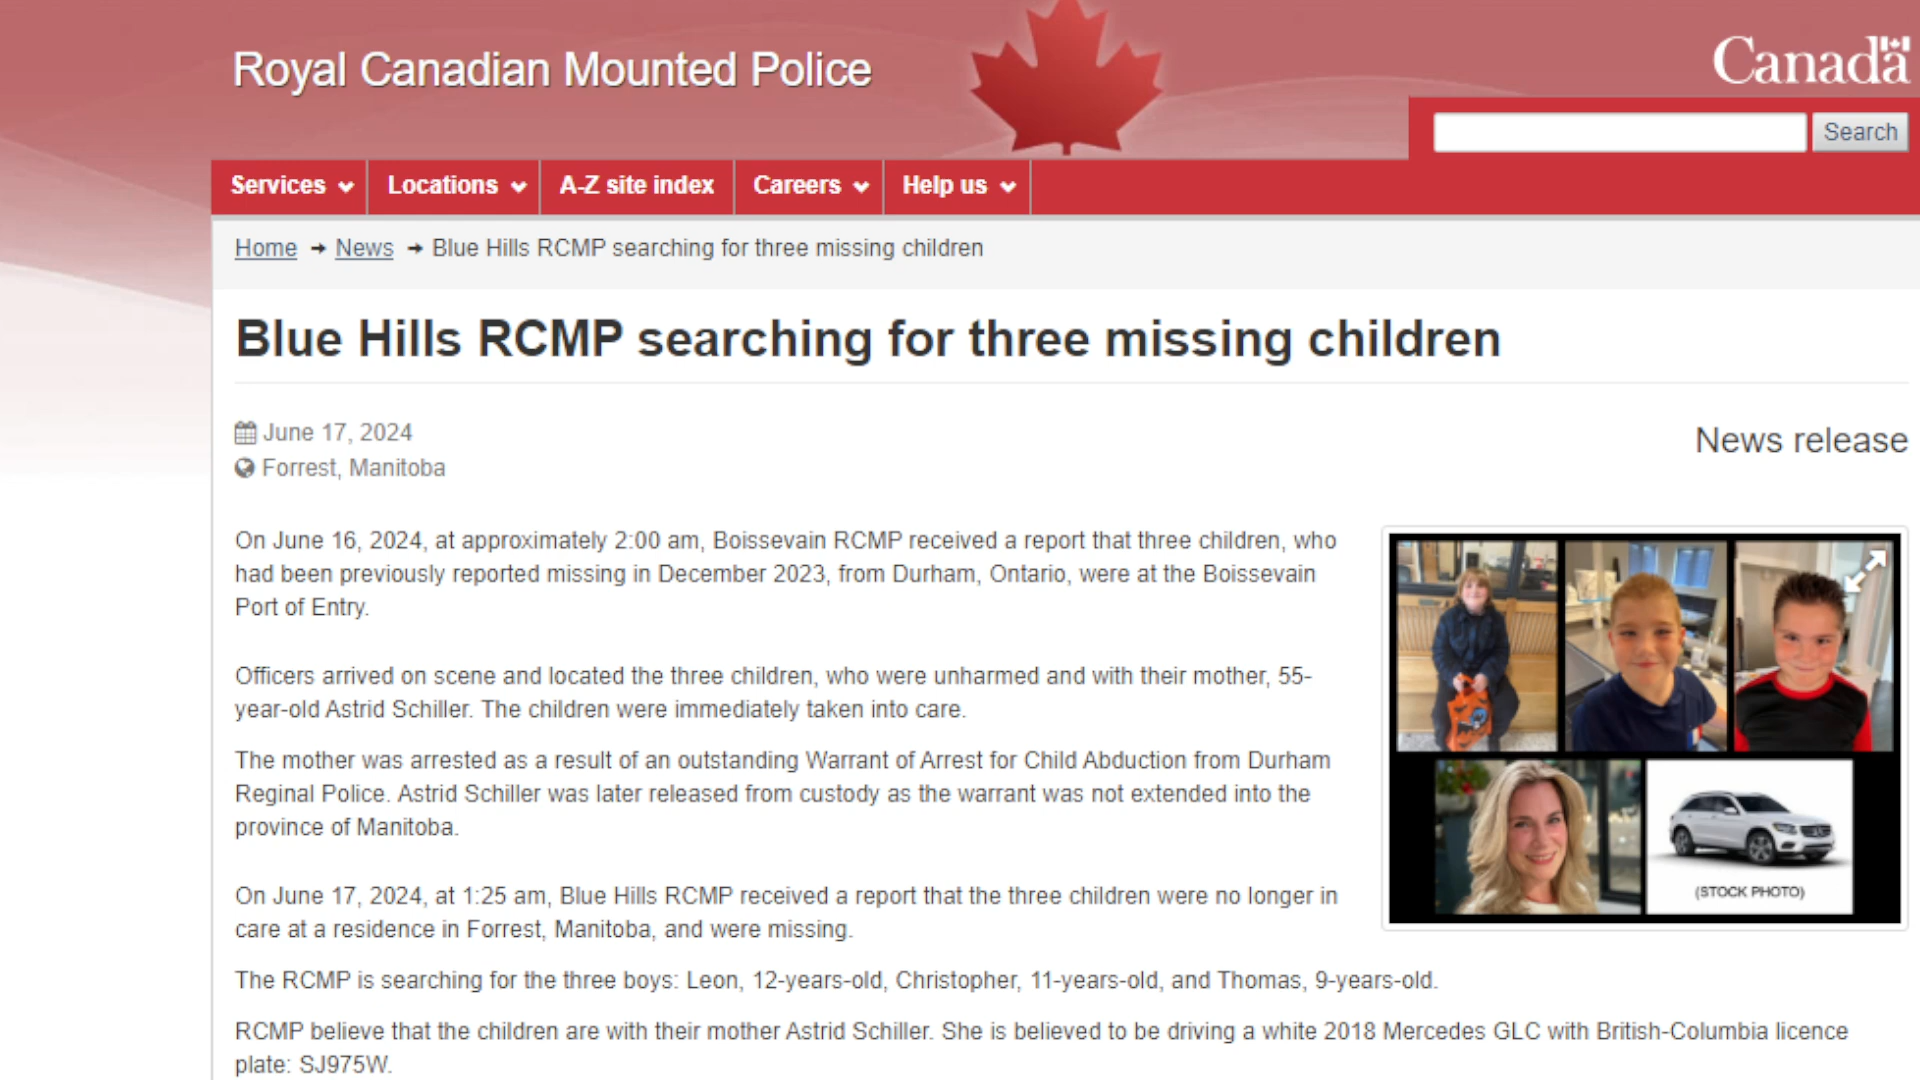 Royal Canadian Mounted Police
Canada
Search
Services
Locations
A-Z site index
Careers
Help us
Home → News → Blue Hills RCMP searching for three missing children
Blue Hills RCMP searching for three missing children
June 17, 2024
News release
Forrest, Manitoba
On June 16, 2024, at approximately 2:00 am, Boissevain RCMP received a report that three children, who
had been previously reported missing in December 2023, from Durham, Ontario, were at the Boissevain
Port of Entry.
Officers arrived on scene and located the three children, who were unharmed and with their mother, 55-
year-old Astrid Schiller. The children were immediately taken into care.
The mother was arrested as a result of an outstanding Warrant of Arrest for Child Abduction from Durham
Reginal Police. Astrid Schiller was later released from custody as the warrant was not extended into the
province of Manitoba.
(STOCK PHOTO)
On June 17, 2024, at 1:25 am, Blue Hills RCMP received a report that the three children were no longer in
care at a residence in Forrest, Manitoba, and were missing.
The RCMP is searching for the three boys: Leon, 12-years-old, Christopher, 11-years-old, and Thomas, 9-years-old.
RCMP believe that the children are with their mother Astrid Schiller. She is believed to be driving a white 2018 Mercedes GLC with British-Columbia licence
plate: SJ975W.